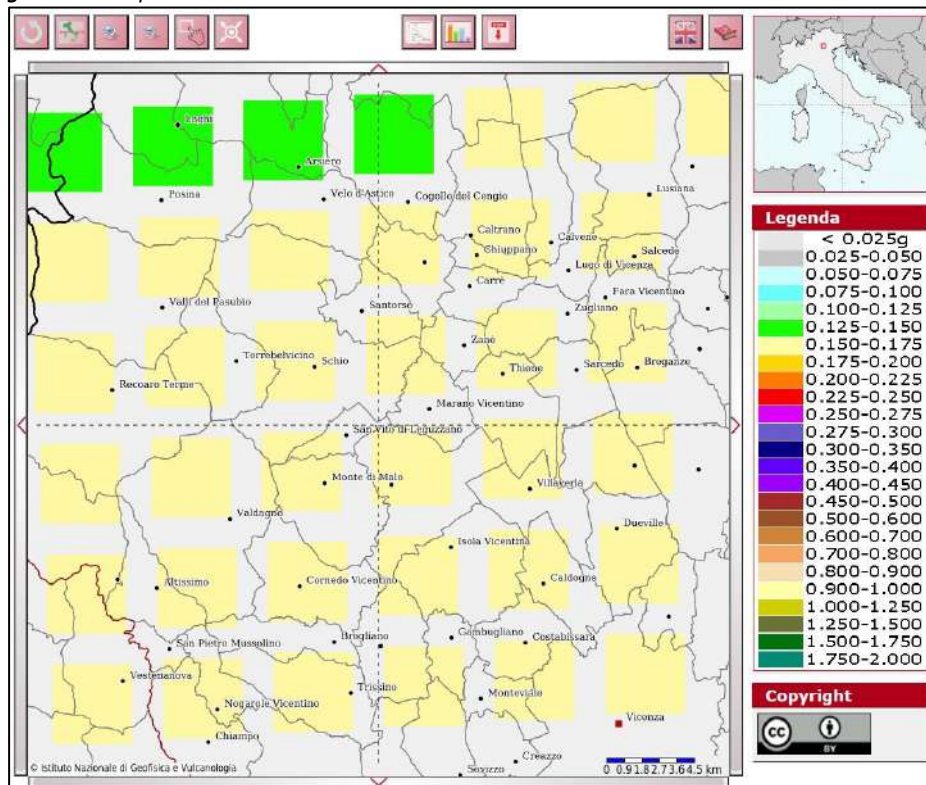 Laghi
Arsiero
Posina
Velo d'Astico
Cogollo del Cengio
Lusiana
Caltrano
Chiuppano
Calvene
Salcedo
Lugo di Vicenza
Carrè
Fara Vicentino
Valli del Pasubio
Santorso
Zugliano
Zanè
Torrebelvicino
Schio
Thiene
Sarcedo
Breganze
Recoaro Terme
Marano Vicentino
San Vito di Leguzzano
Monte di Malo
Villaverla
Valdagno
Dueville
Isola Vicentina
Altissimo
Cornedo Vicentino
Caldogno
San Pietro Mussolino
Brogliano
Gambugliano
Costabissara
Vestenanova
Trissino
Nogarole Vicentino
Monteviale
Vicenza
Chiampo
Creazzo
Sovizzo
© Istituto Nazionale di Geofisica e Vulcanologia
0 0.91.82.73.64.5 km
Legenda
< 0.025g
0.025-0.050
0.050-0.075
0.075-0.100
0.100-0.125
0.125-0.150
0.150-0.175
0.175-0.200
0.200-0.225
0.225-0.250
0.250-0.275
0.275-0.300
0.300-0.350
0.350-0.400
0.400-0.450
0.450-0.500
0.500-0.600
0.600-0.700
0.700-0.800
0.800-0.900
0.900-1.000
1.000-1.250
1.250-1.500
1.500-1.750
1.750-2.000
Copyright
cc
BY